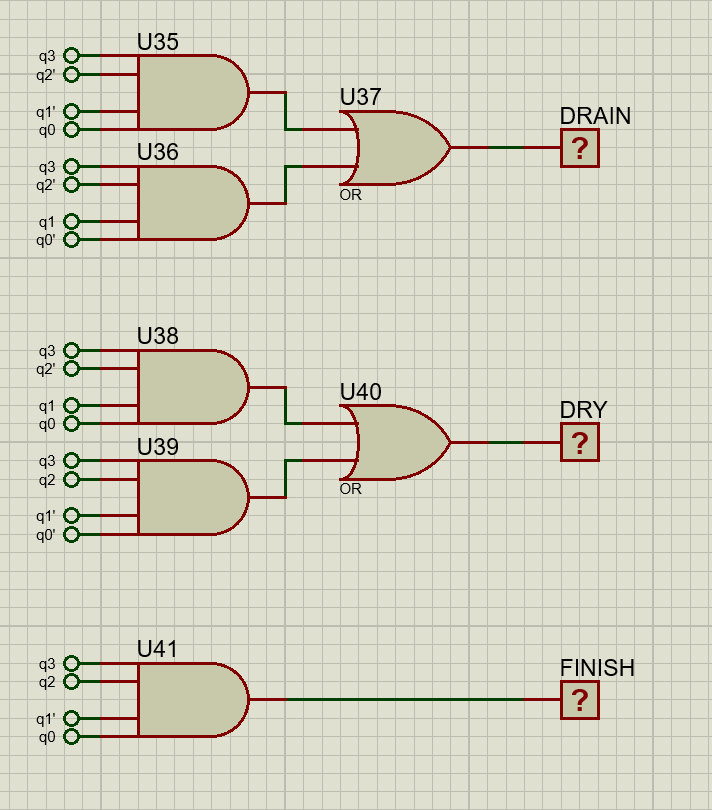 U35
q3
q2'
q1'
q0
U36
q3
q2'
q1
q0'
U37
OR
DRAIN
?
U38
q3
q2'
q1
q0
U39
q3
q2
q1'
q0'
U40
OR
DRY
?
U41
q3
q2
q1'
q0
FINISH
?